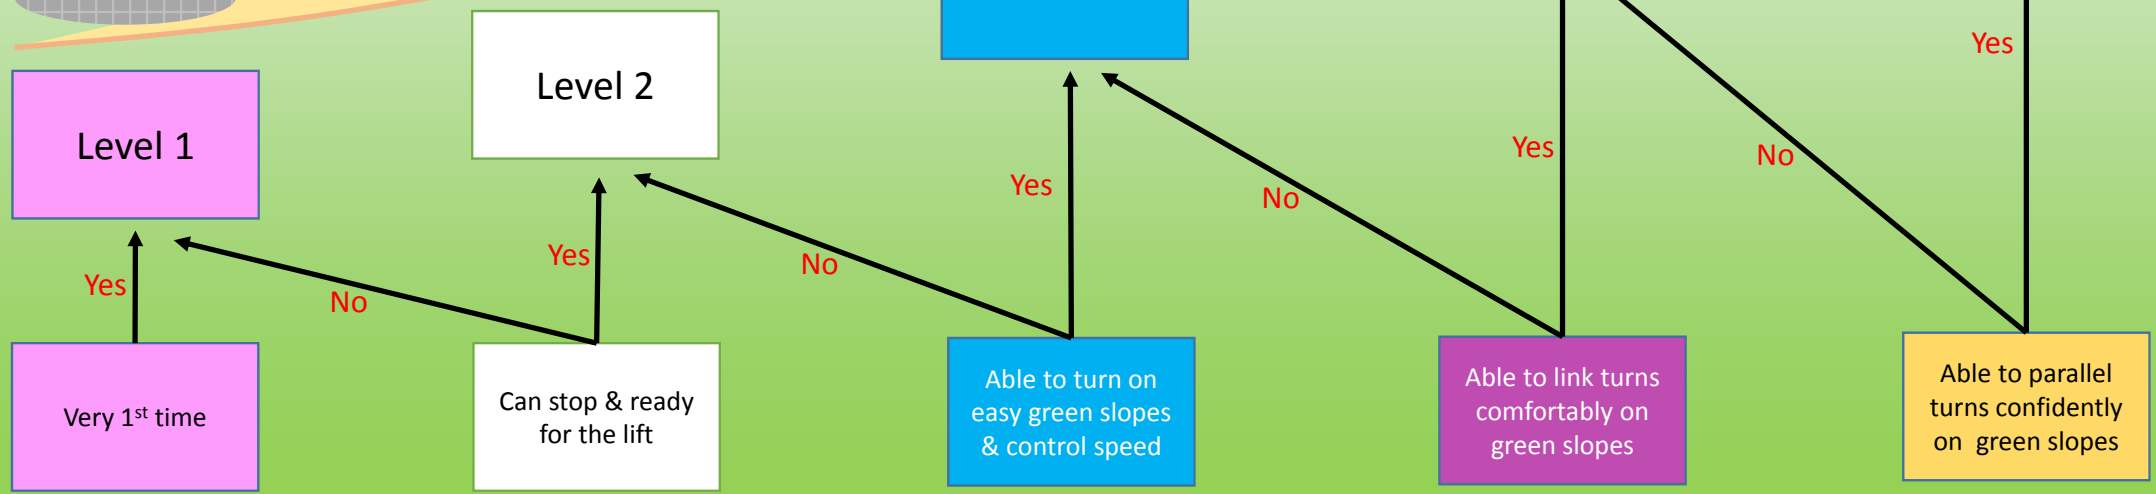 Yes
Level 2
Level 1
Yes
No
Yes
No
Yes
Yes
No
Yes
No
Very 1st time
Can stop & ready
for the lift
Able to turn on
easy green slopes
& control speed
Able to link turns
comfortably on
green slopes
Able to parallel
turns confidently
on green slopes